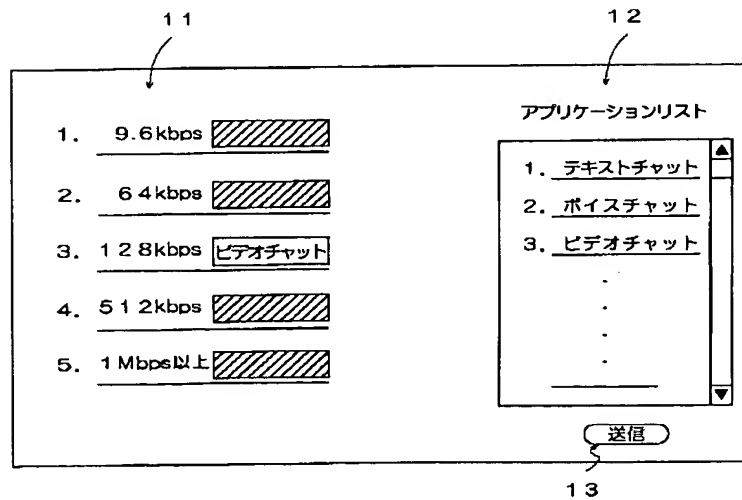 11
12
アプリケーションリスト
1. 9.6kbps
2. 64kbps
3. 128kbps ビデオチャット
4. 512kbps
5. 1Mbps以上
1. テキストチャット
2. ボイスチャット
3. ビデオチャット
送信
13